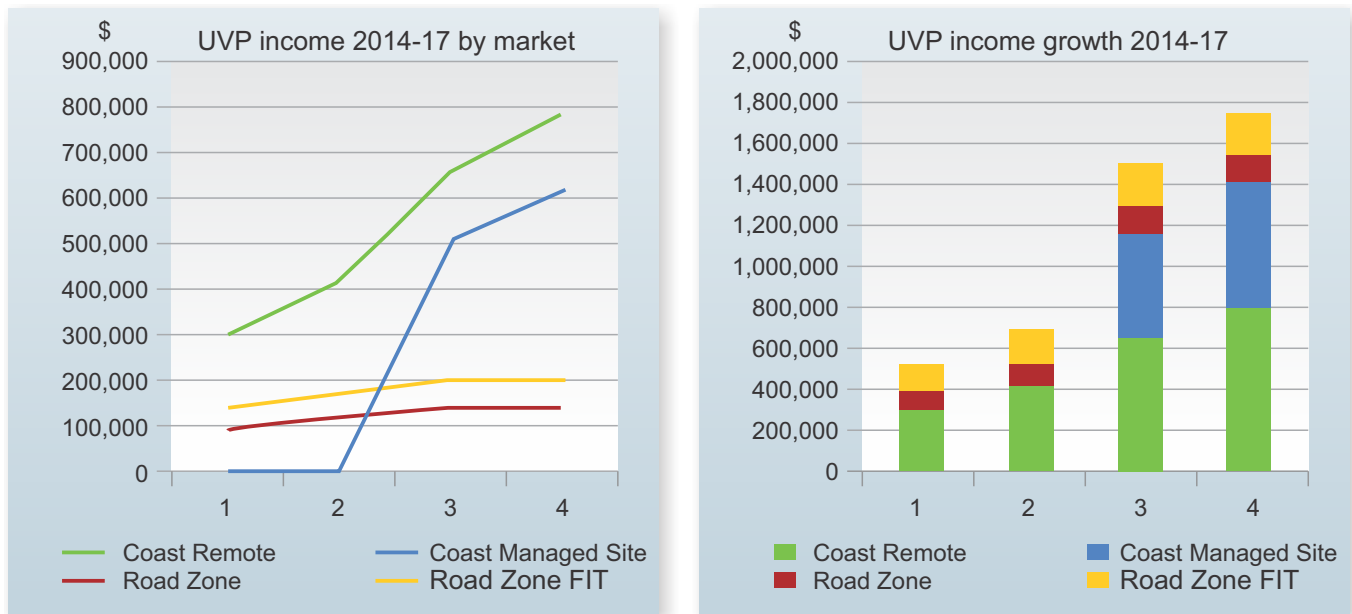 $
UVP income 2014-17 by market
900,000
800,000
700,000
600,000
500,000
400,000
300,000
200,000
100,000
0
1 2 3 4
Coast Remote Coast Managed Site
Road Zone Road Zone FIT
$
UVP income growth 2014-17
2,000,000
1,800,000
1,600,000
1,400,000
1,200,000
1,000,000
800,000
600,000
400,000
200,000
0
1 2 3 4
Coast Remote Coast Managed Site
Road Zone Road Zone FIT